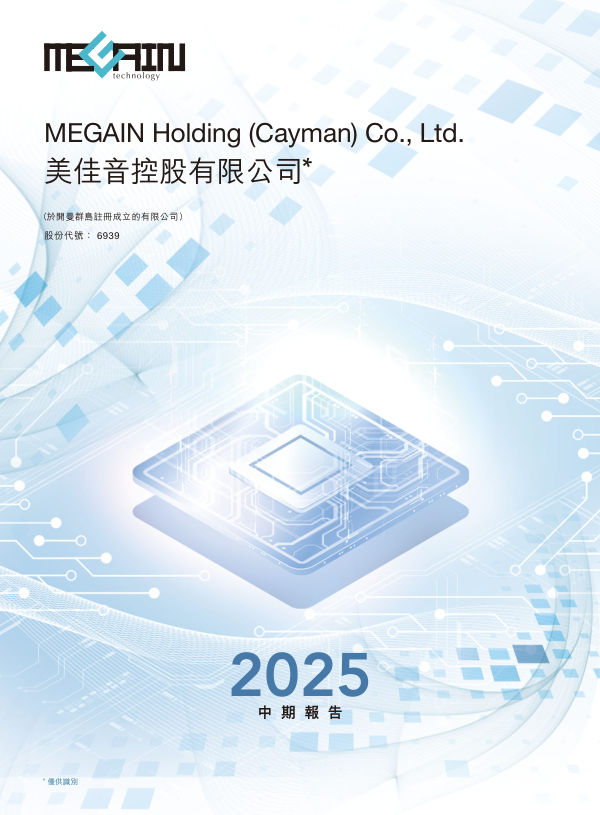 MEGAIN
technology
MEGAIN Holding (Cayman) Co., Ltd.
美佳音控股有限公司*
(於開曼群島註冊成立的有限公司)
股份代號： 6939
2025
中期報告
* 僅供識別